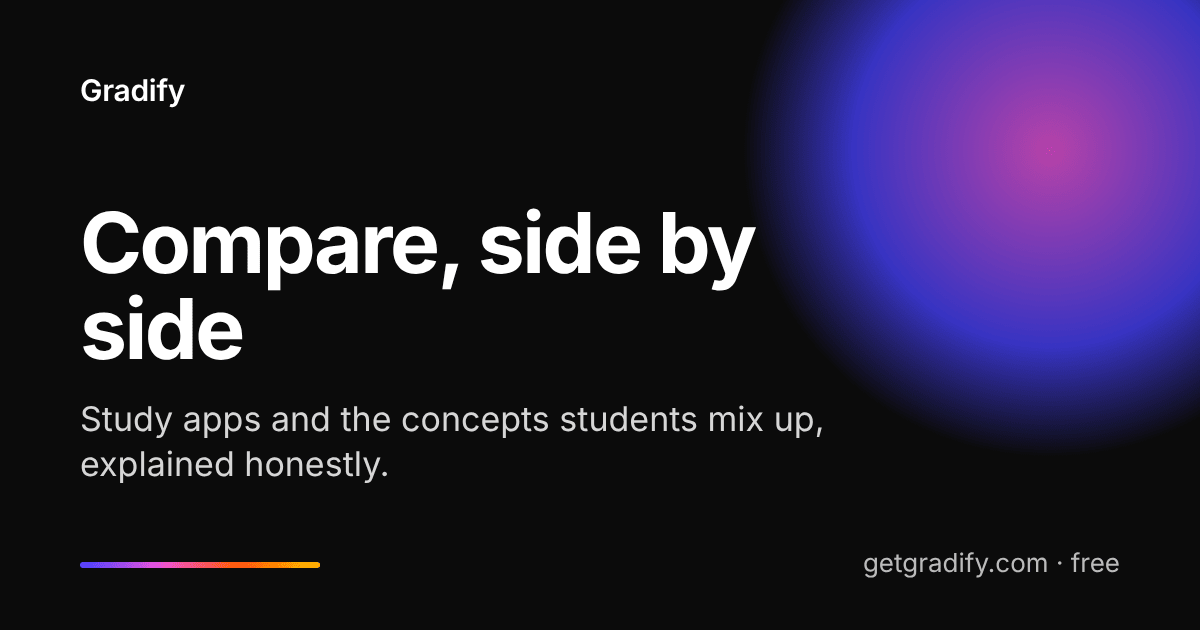 Gradify
Compare, side by
side
Study apps and the concepts students mix up,
explained honestly.
getgradify.com · free